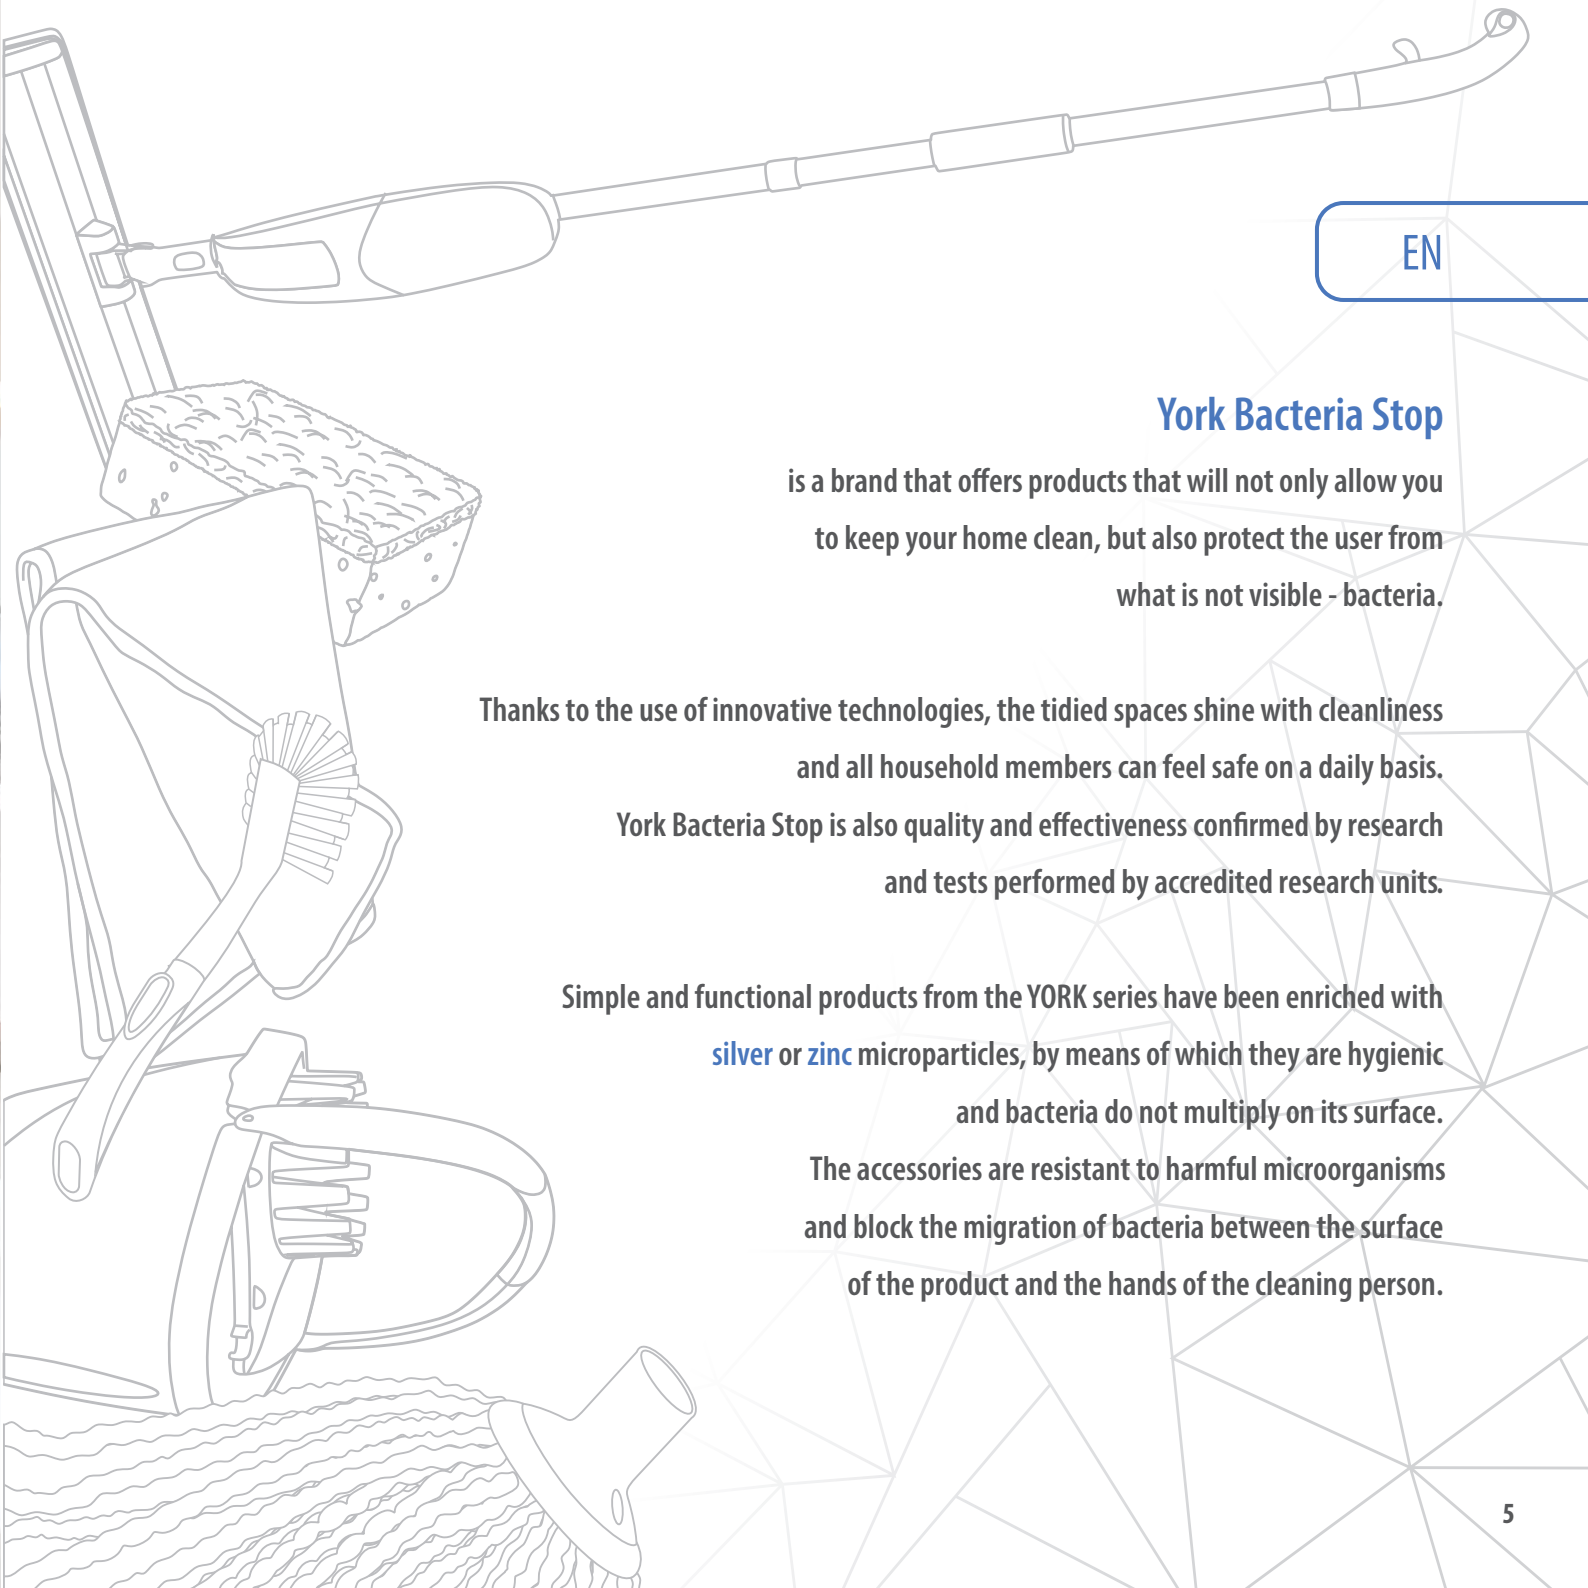 EN
York Bacteria Stop
is a brand that offers products that will not only allow you
to keep your home clean, but also protect the user from
what is not visible - bacteria.
Thanks to the use of innovative technologies, the tidied spaces shine with cleanliness
and all household members can feel safe on a daily basis.
York Bacteria Stop is also quality and effectiveness confirmed by research
and tests performed by accredited research units.
Simple and functional products from the YORK series have been enriched with
silver or zinc microparticles, by means of which they are hygienic
and bacteria do not multiply on its surface.
The accessories are resistant to harmful microorganisms
and block the migration of bacteria between the surface
of the product and the hands of the cleaning person.
5